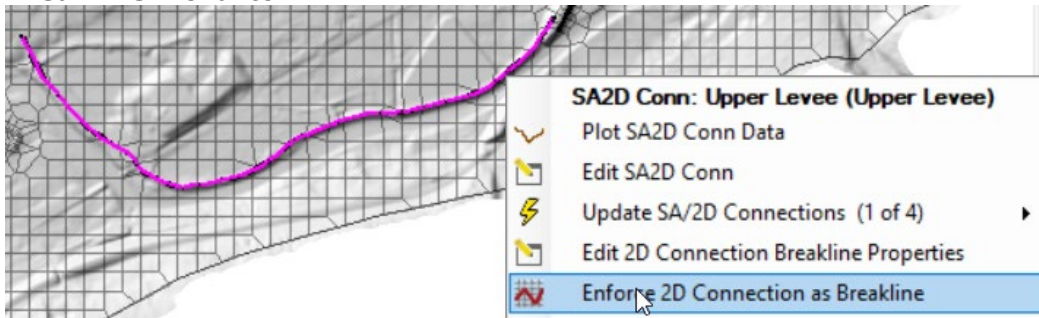 SA2D Conn: Upper Levee (Upper Levee)
Plot SA2D Conn Data
Edit SA2D Conn
Update SA/2D Connections (1 of 4)
Edit 2D Connection Breakline Properties
Enforce 2D Connection as Breakline